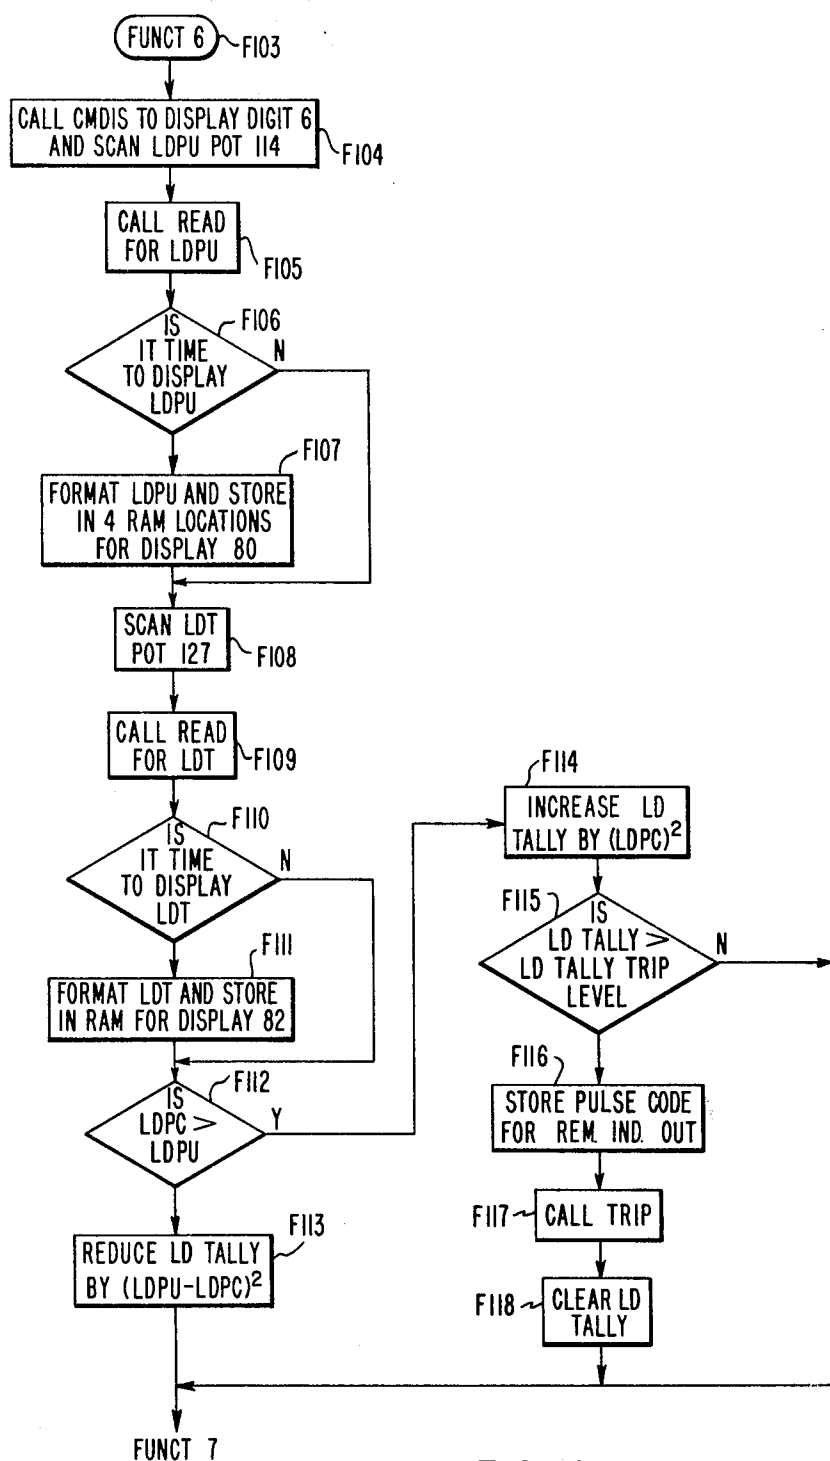 FUNCT 6
F103
CALL CMDIS TO DISPLAY DIGIT 6
AND SCAN LDPU POT 114
F104
CALL READ
FOR LDPU
F105
F106
IS
IT TIME
TO DISPLAY
LDPU
N
F107
FORMAT LDPU AND STORE
IN 4 RAM LOCATIONS
FOR DISPLAY 80
SCAN LDT
POT 127
F108
CALL READ
FOR LDT
F109
F110
IS
IT TIME
TO DISPLAY
LDT
N
F111
FORMAT LDT AND STORE
IN RAM FOR DISPLAY 82
F112
IS
LDPC >
LDPU
Y
F113
REDUCE LD TALLY
BY (LDPU-LDPC)²
F114
INCREASE LD
TALLY BY (LDPC)²
F115
IS
LD TALLY >
LD TALLY TRIP
LEVEL
N
F116
STORE PULSE CODE
FOR REM. IND. OUT
F117
CALL TRIP
F118
CLEAR LD
TALLY
FUNCT 7